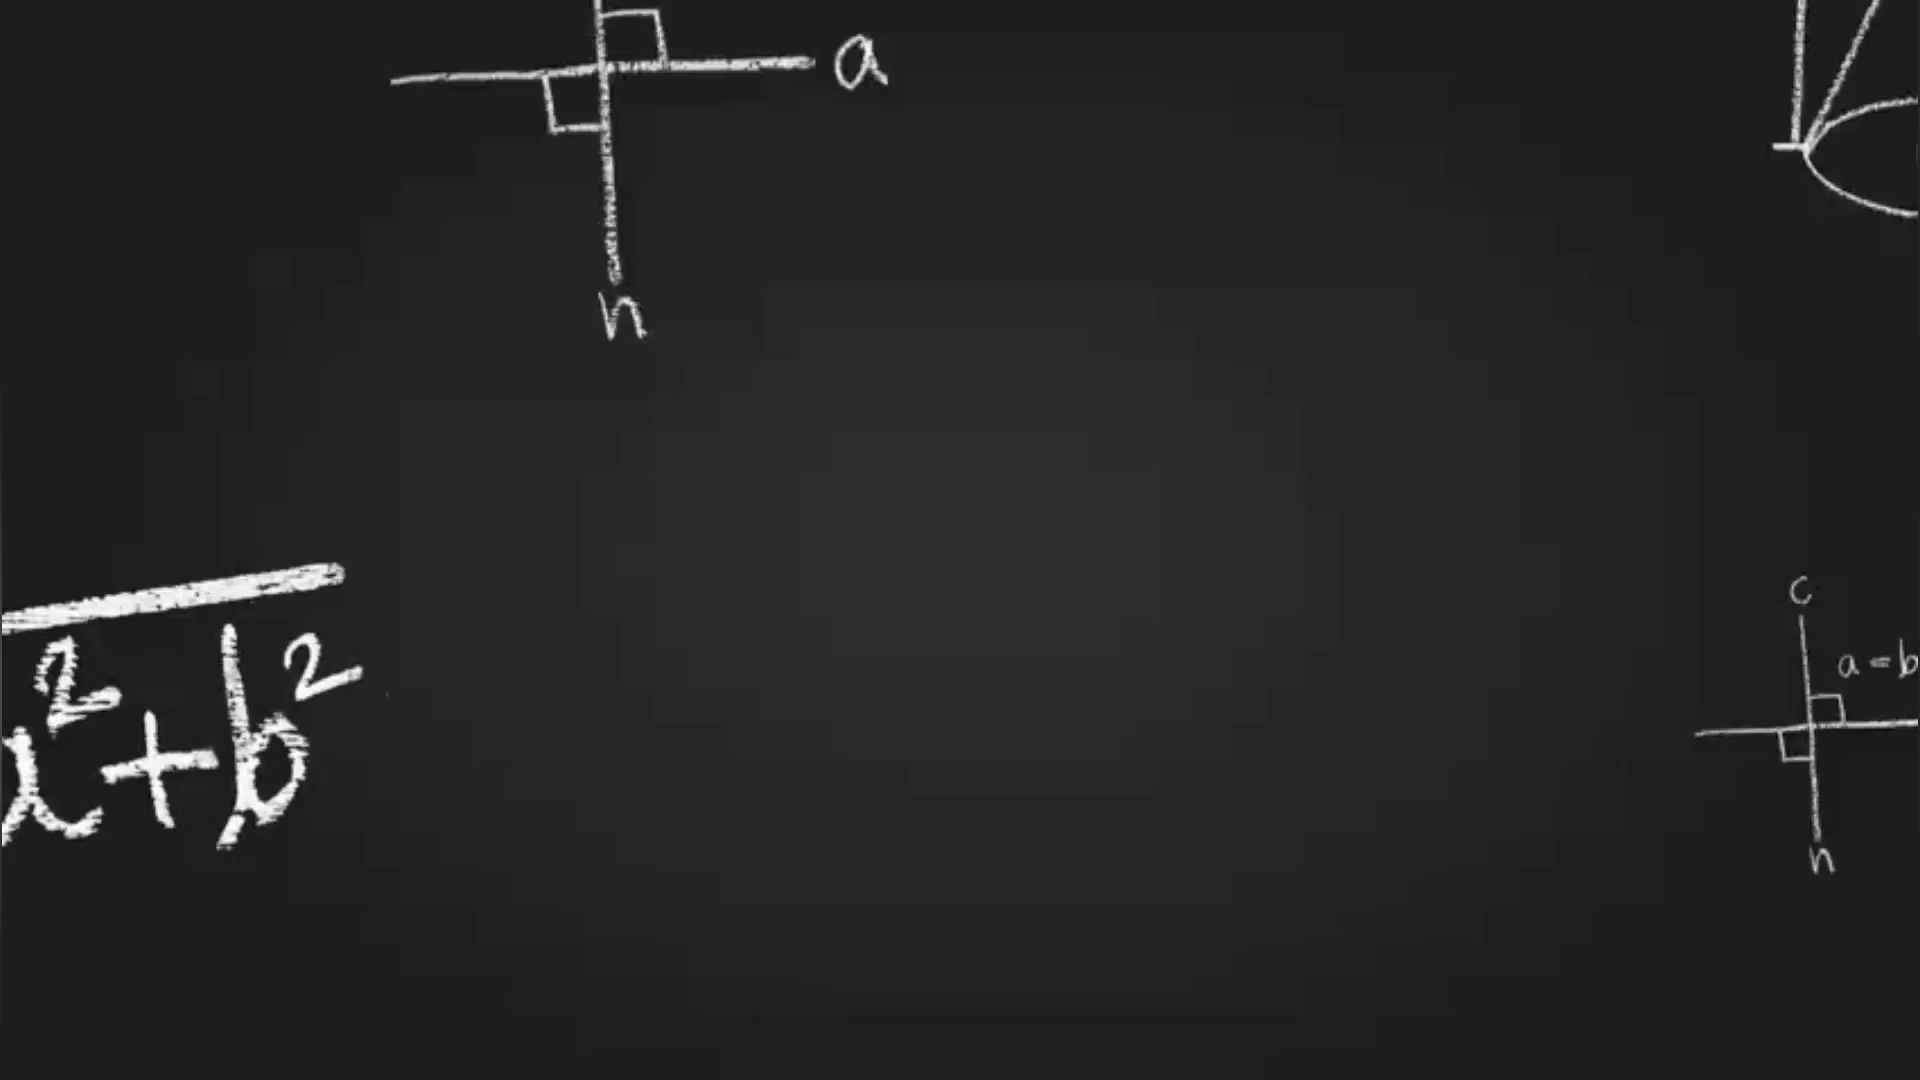 a
n
c
a = b
a² + b²
n